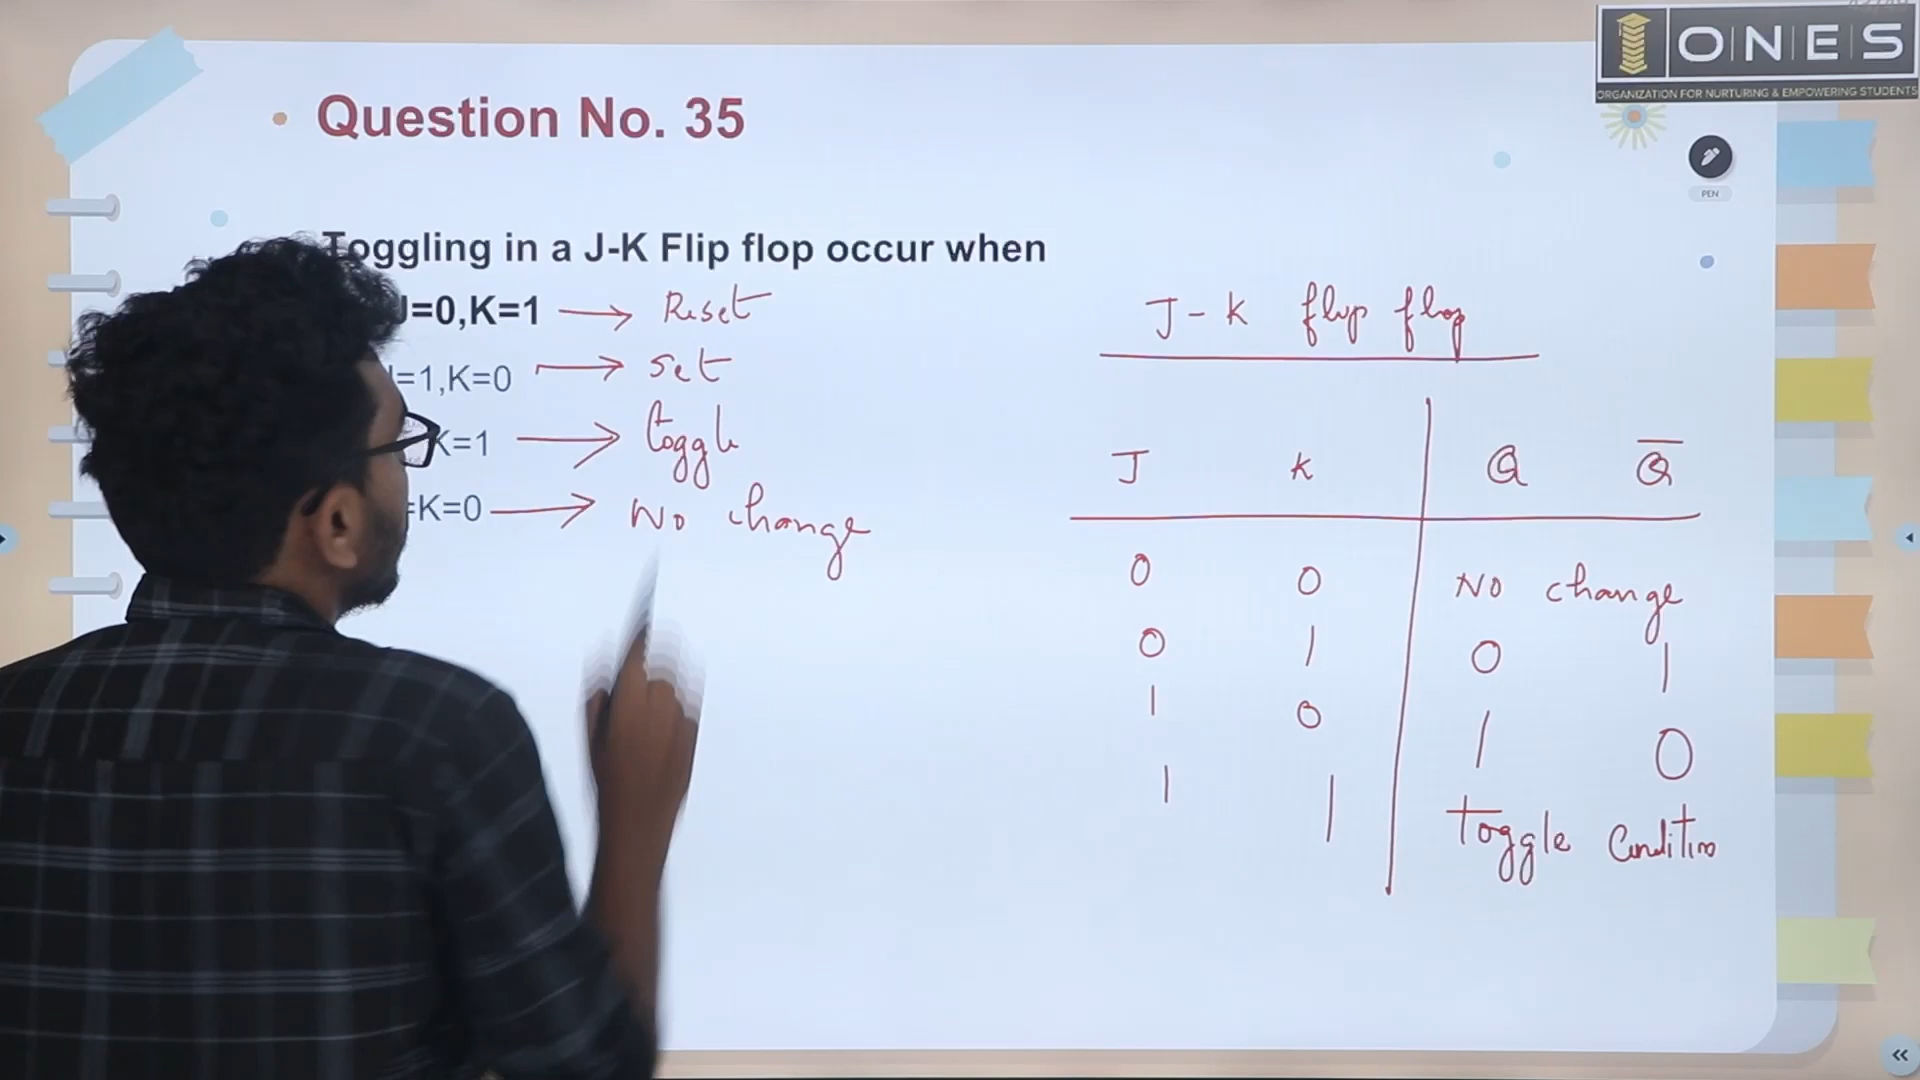 ONES
ORGANIZATION FOR NURTURING & EMPOWERING STUDENTS
Question No. 35
PEN
Toggling in a J-K Flip flop occur when
J=0,K=1 → Reset
=1,K=0 → set
K=1 → toggle
=K=0 → No change
J-K flip flop
J K Q Q̅
0 0 No change
0 1 0 1
1 0 1 0
1 1 Toggle Condition